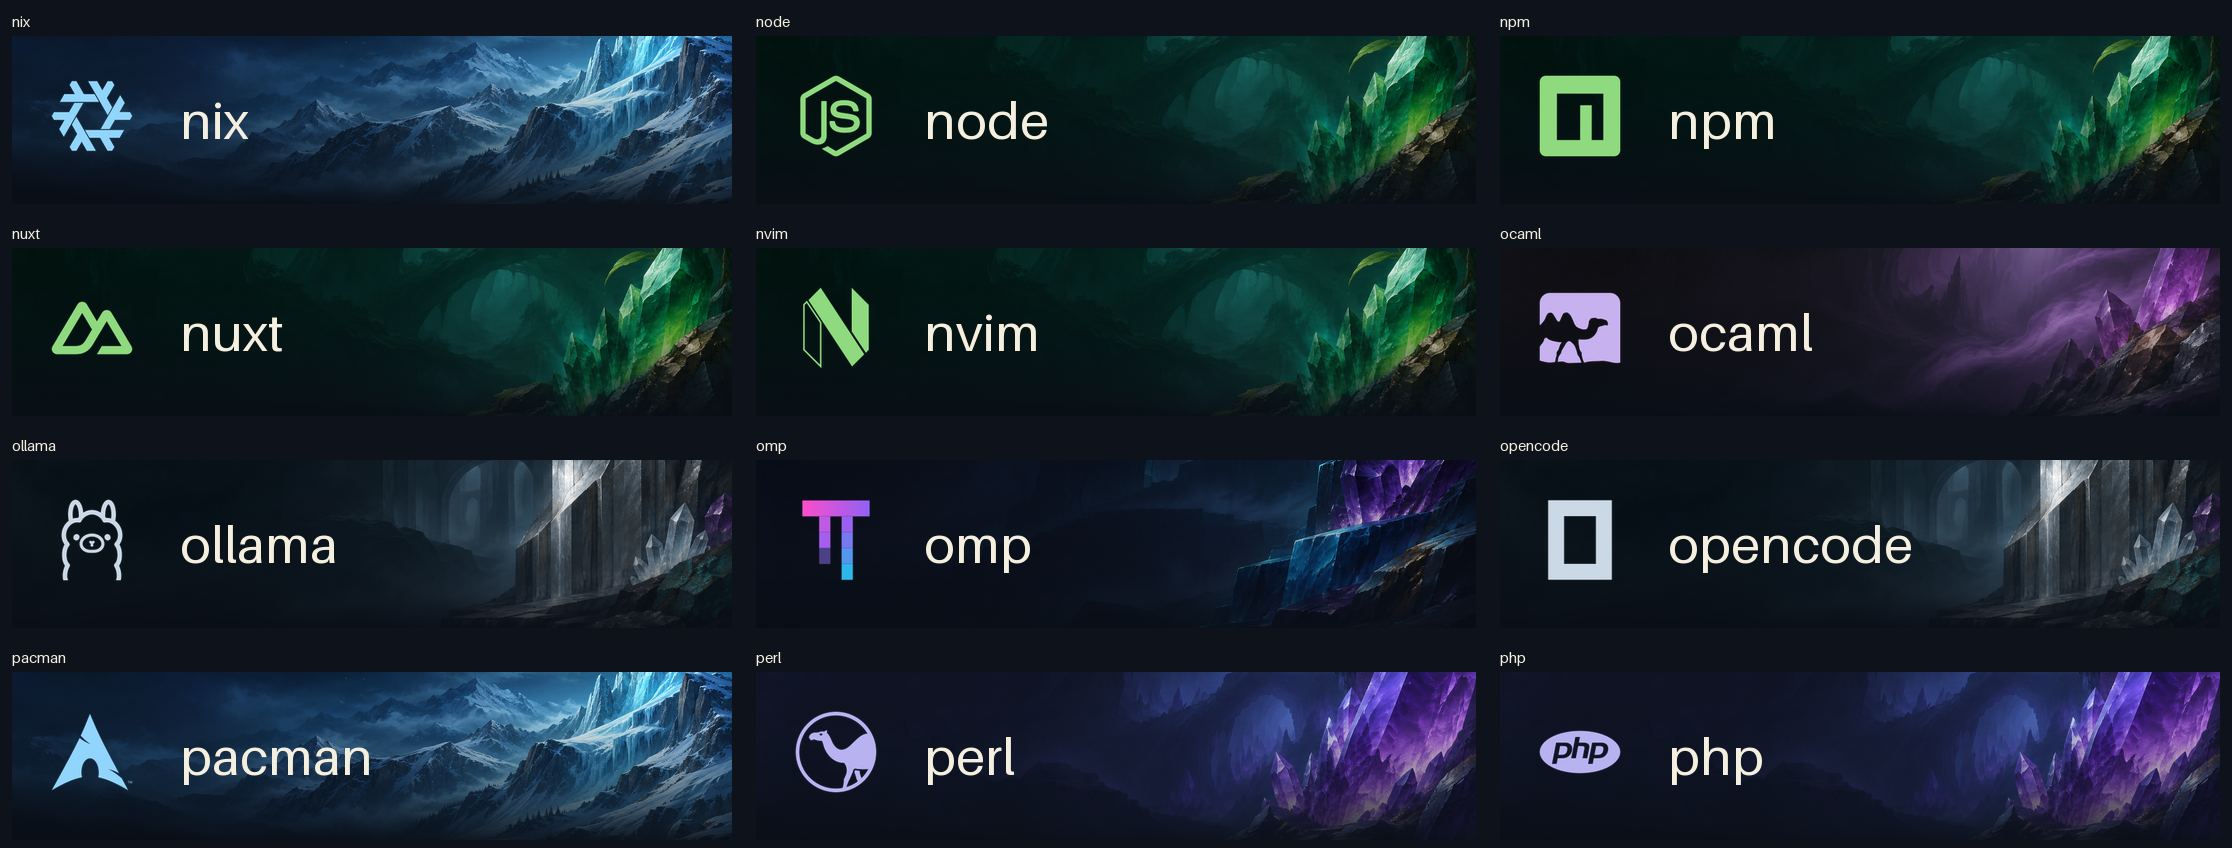 nix
node
npm
nix
JS
node
npm
nuxt
nvim
ocaml
nuxt
nvim
ocaml
ollama
omp
opencode
ollama
omp
opencode
pacman
perl
php
pacman
perl
php
php